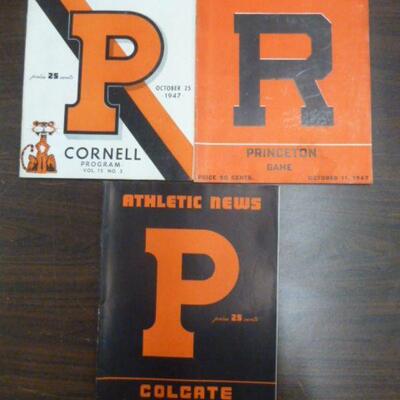 P
price 25 cents
OCTOBER 25
1947
CORNELL
PROGRAM
VOL. 15 NO. 3
R
PRINCETON
GAME
PRICE 50 CENTS
OCTOBER 11, 1947
ATHLETIC NEWS
P
price 25 cents
COLGATE